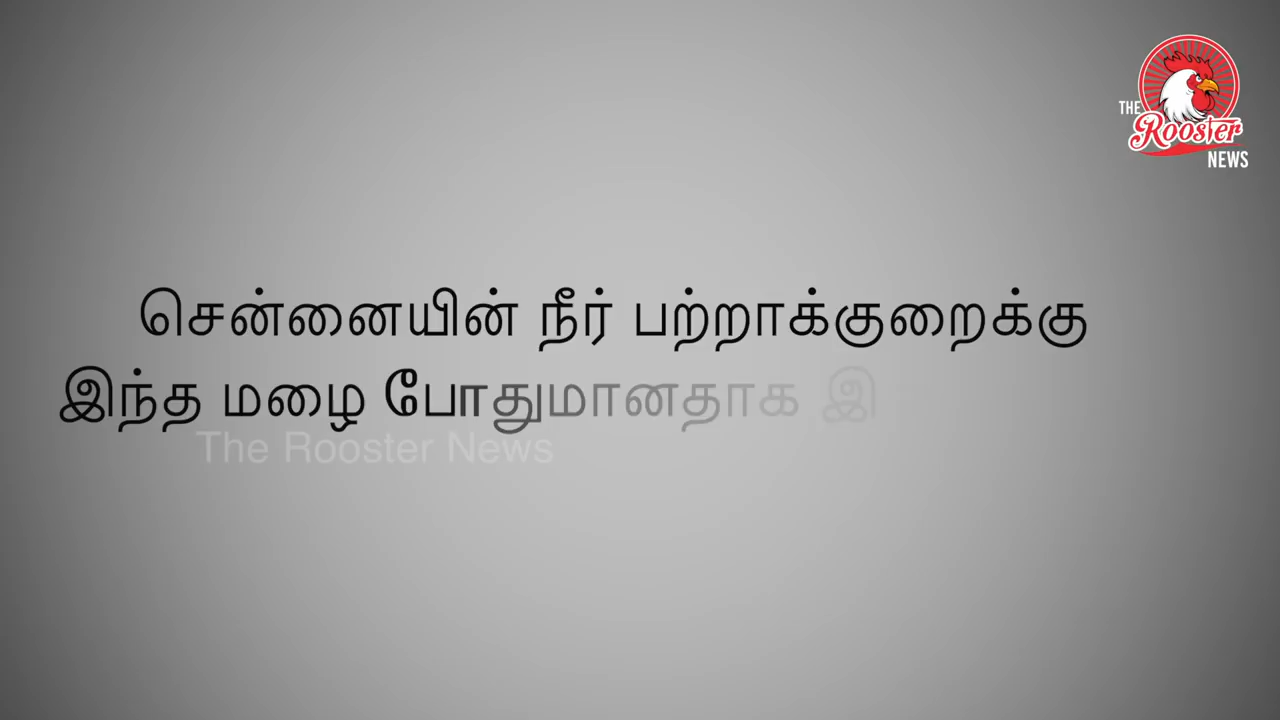 THE
Rooster
NEWS
சென்னையின் நீர் பற்றாக்குறைக்கு
இந்த மழை போதுமானதாக இ
The Rooster News